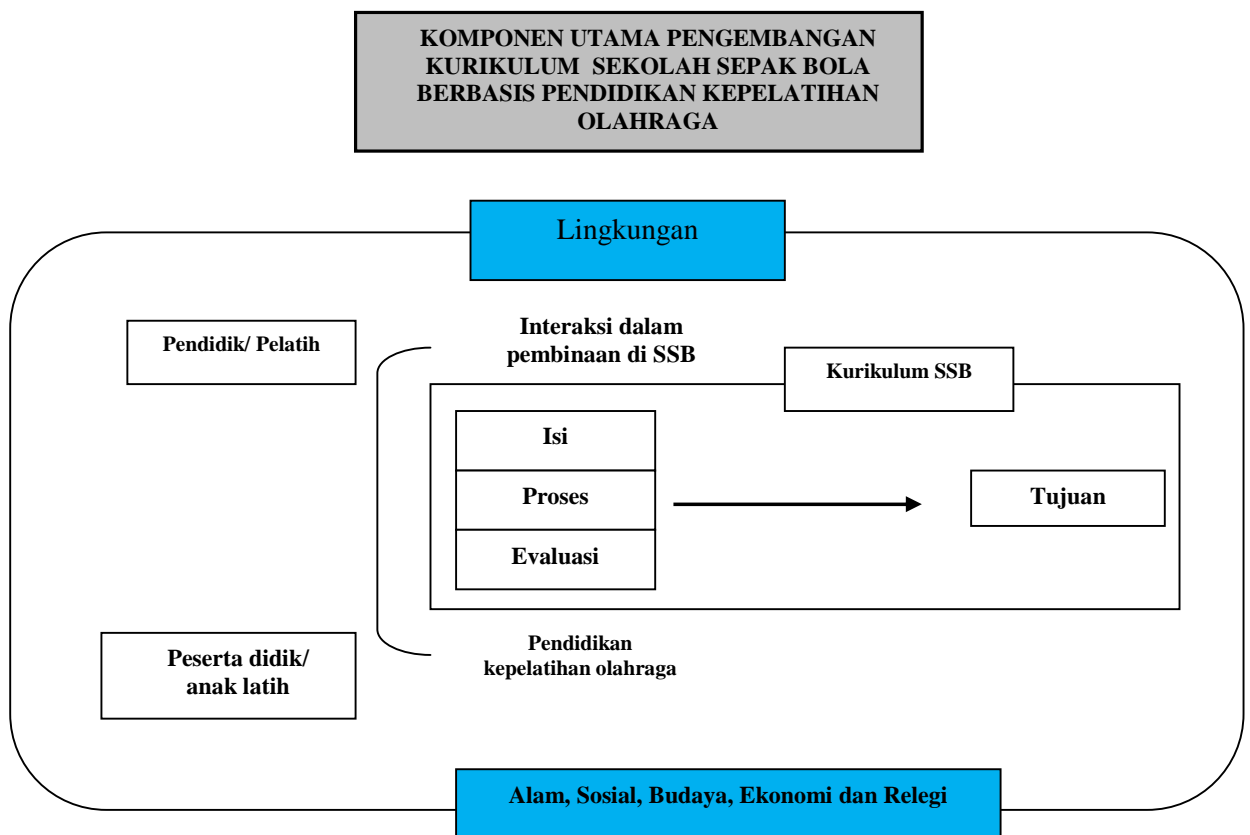 KOMPONEN UTAMA PENGEMBANGAN
KURIKULUM SEKOLAH SEPAK BOLA
BERBASIS PENDIDIKAN KEPELATIHAN
OLAHRAGA
Lingkungan
Pendidik/ Pelatih
Interaksi dalam
pembinaan di SSB
Kurikulum SSB
Isi
Proses
Evaluasi
Tujuan
Peserta didik/
anak latih
Pendidikan
kepelatihan olahraga
Alam, Sosial, Budaya, Ekonomi dan Relegi